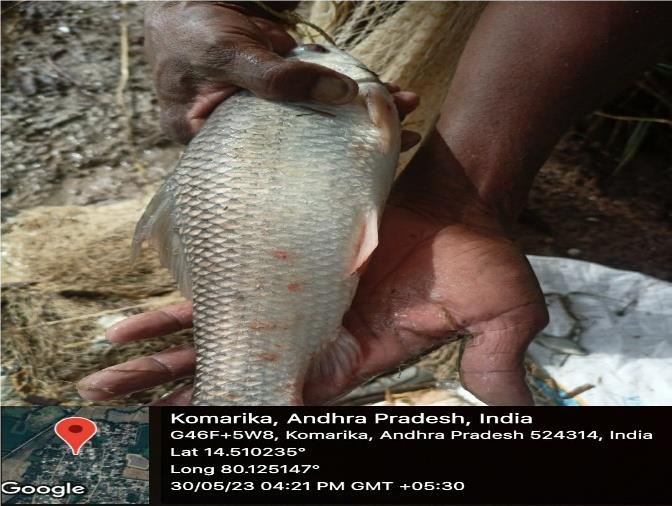 Komarika, Andhra Pradesh, India
G46F+5W8, Komarika, Andhra Pradesh 524314, India
Lat 14.510235°
Long 80.125147°
30/05/23 04:21 PM GMT +05:30
Google